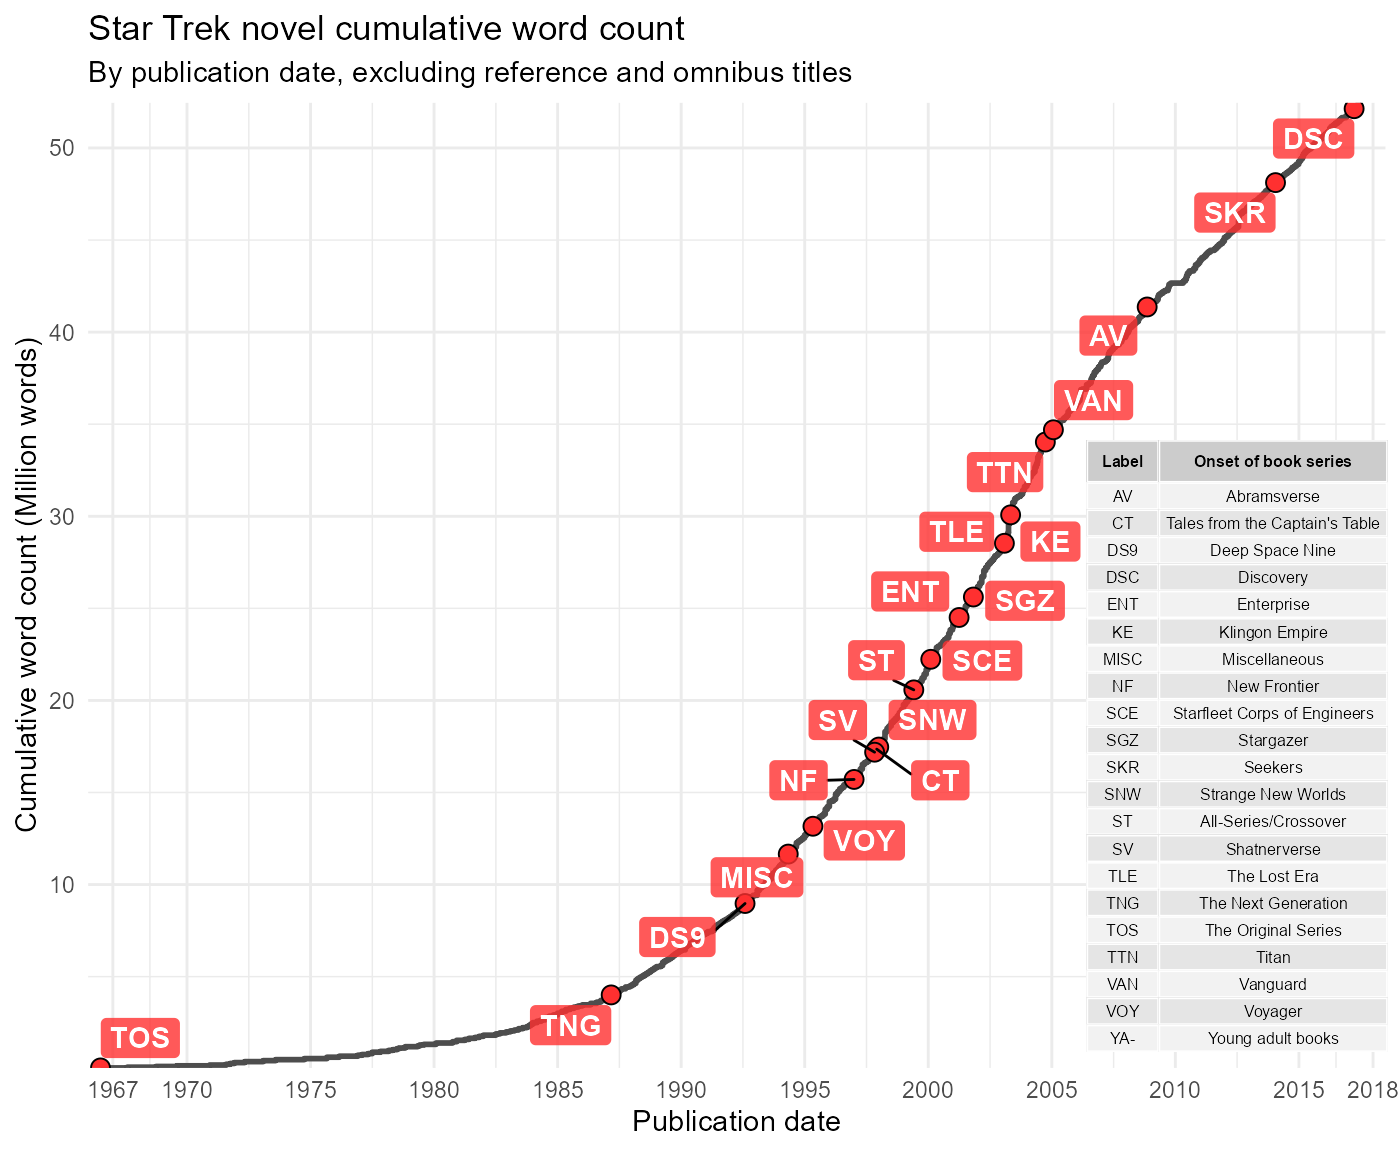 Star Trek novel cumulative word count
By publication date, excluding reference and omnibus titles
Cumulative word count (Million words)
50
40
30
20
10
DSC
SKR
AV
VAN
TTN
TLE
KE
ENT
SGZ
ST
SCE
SV
SNW
NF
CT
VOY
MISC
DS9
TNG
TOS
Label Onset of book series
AV Abramsverse
CT Tales from the Captain's Table
DS9 Deep Space Nine
DSC Discovery
ENT Enterprise
KE Klingon Empire
MISC Miscellaneous
NF New Frontier
SCE Starfleet Corps of Engineers
SGZ Stargazer
SKR Seekers
SNW Strange New Worlds
ST All-Series/Crossover
SV Shatnerverse
TLE The Lost Era
TNG The Next Generation
TOS The Original Series
TTN Titan
VAN Vanguard
VOY Voyager
YA- Young adult books
1967 1970 1975 1980 1985 1990 1995 2000 2005 2010 2015 2018
Publication date